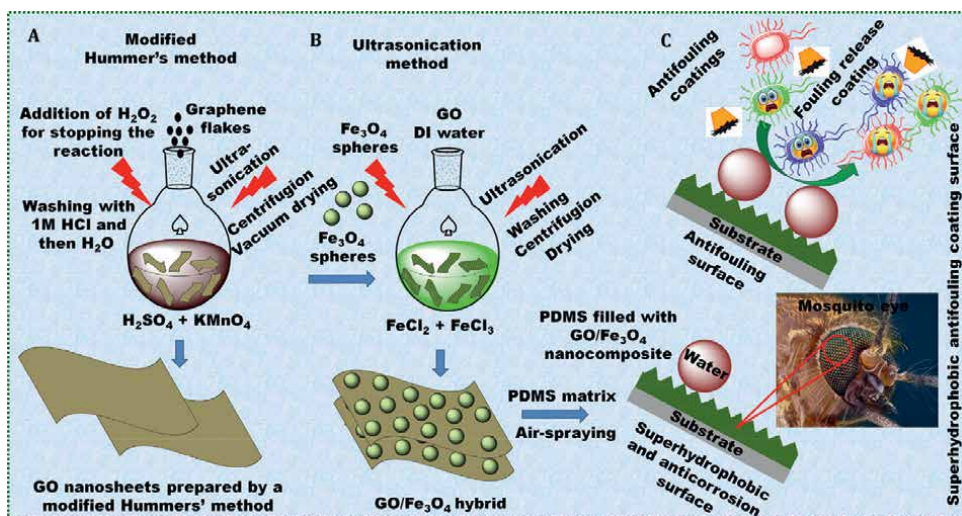 A
Modified
Hummer's method
Addition of H₂O₂
for stopping the
reaction
Graphene
flakes
Washing with
1M HCl and
then H₂O
Ultra-
sonication
Centrifugion
Vacuum drying
H₂SO₄ + KMnO₄
GO nanosheets prepared by a
modified Hummers' method
B
Ultrasonication
method
Fe₃O₄
spheres
GO
DI water
Fe₃O₄
spheres
Ultrasonication
Washing
Centrifugion
Drying
FeCl₂ + FeCl₃
GO/Fe₃O₄ hybrid
PDMS matrix
Air-spraying
C
Antifouling
coatings
Fouling release
coating
Substrate
Antifouling
surface
PDMS filled with
GO/Fe₃O₄
nanocomposite
Water
Mosquito eye
Substrate
Superhydrophobic
and anticorrosion
surface
Superhydrophobic antifouling coating surface